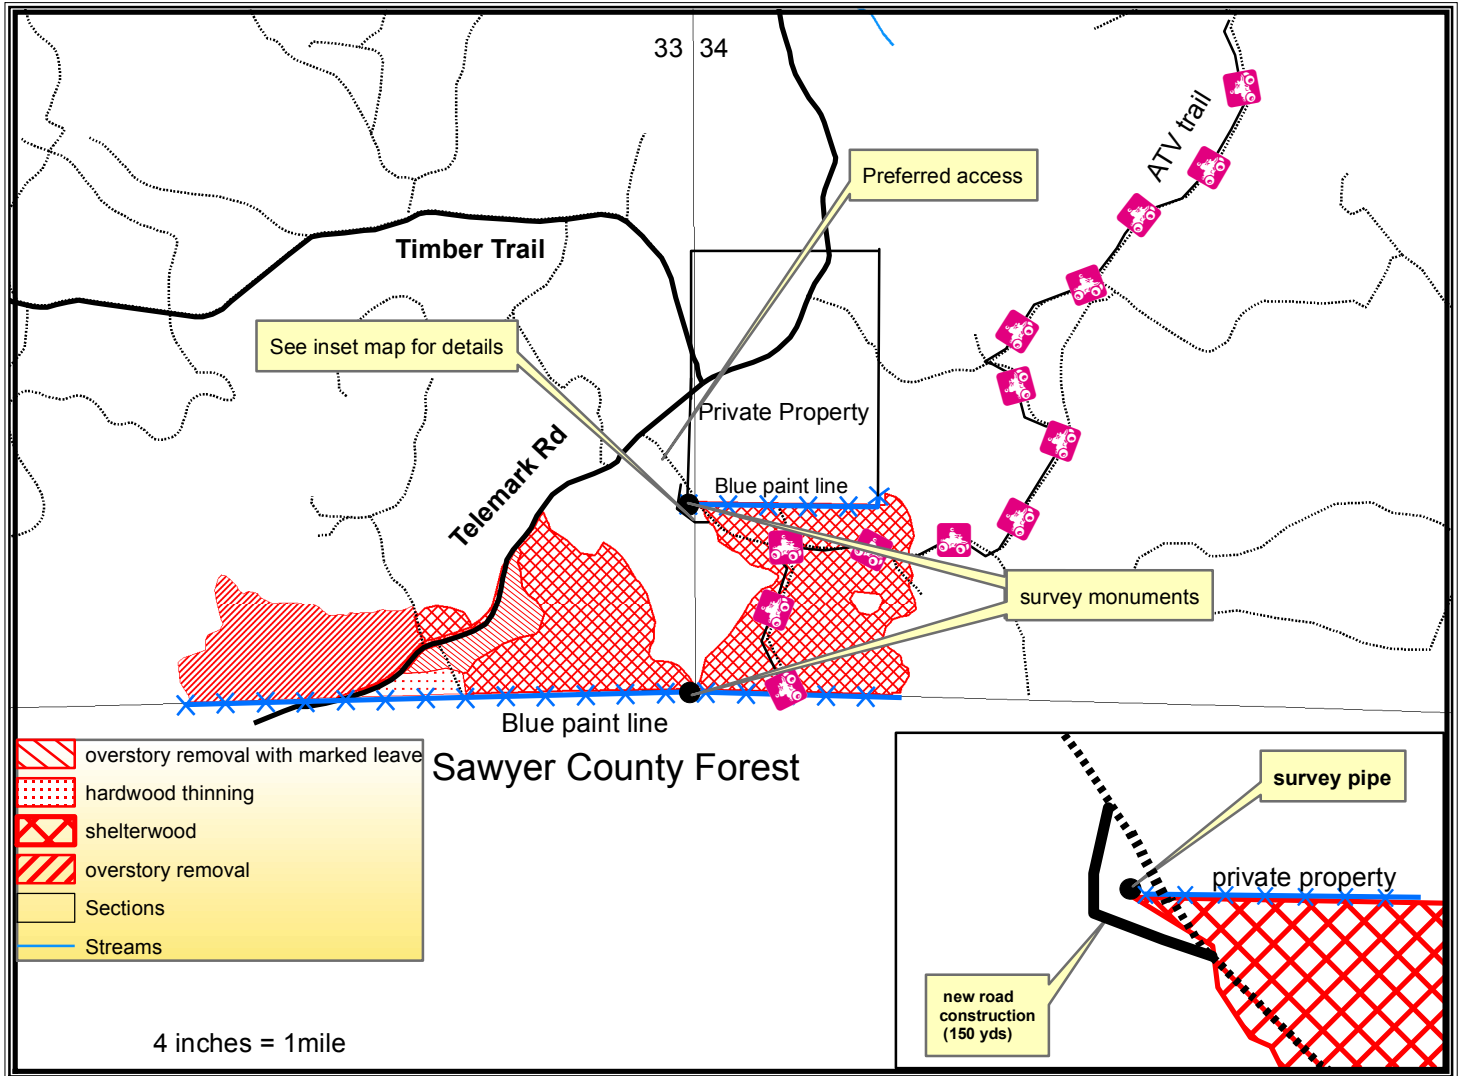 33 34
ATV trail
Preferred access
Timber Trail
See inset map for details
Private Property
Telemark Rd
Blue paint line
survey monuments
Blue paint line
Sawyer County Forest
overstory removal with marked leave
hardwood thinning
shelterwood
overstory removal
Sections
Streams
survey pipe
private property
new road
construction
(150 yds)
4 inches = 1mile